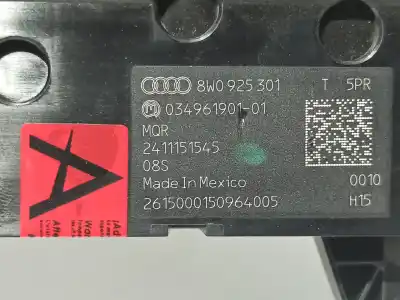 8W0 925 301 T 5PR
034961901-01
MQR
2411151545
08S
Made in Mexico 0010
2615000150964005 H15
A